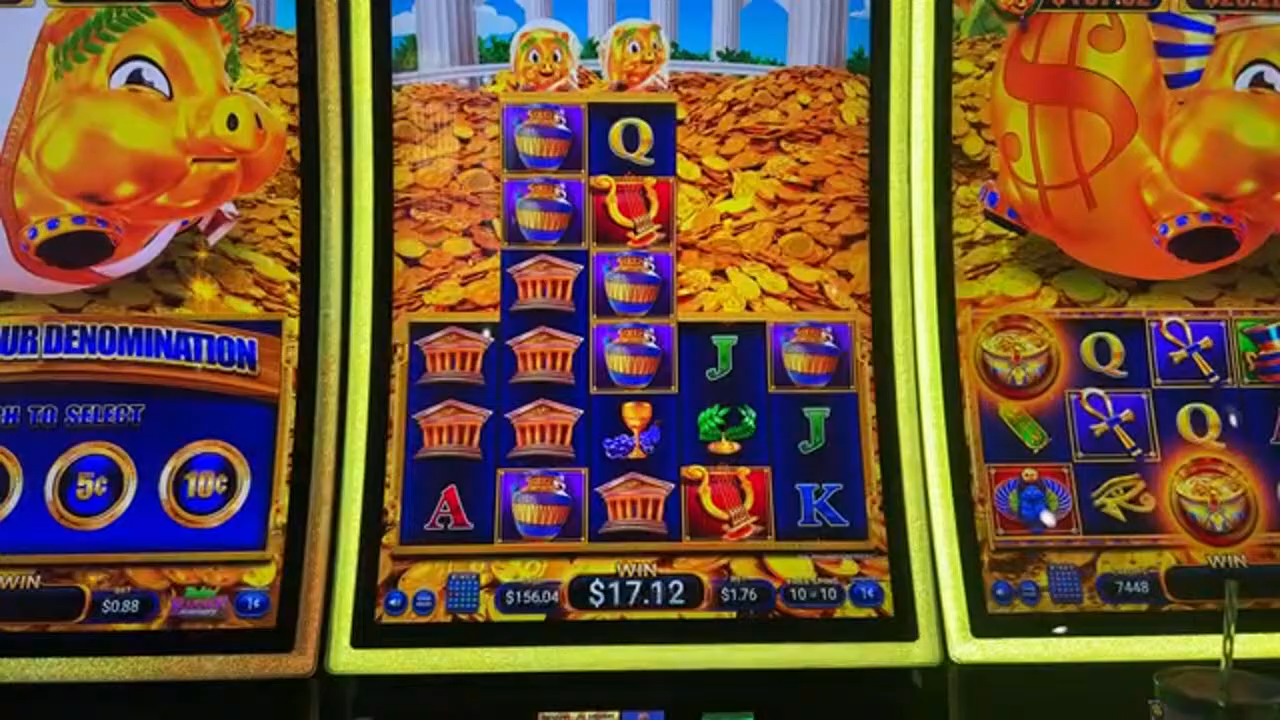 UR DENOMINATION
H TO SELECT
5¢
10¢
WIN
$0.88
1¢
Q
J
J
A
K
WIN
$156.04
$17.12
$1.76
10 OF 10
1¢
$
Q
Q
WIN
7448